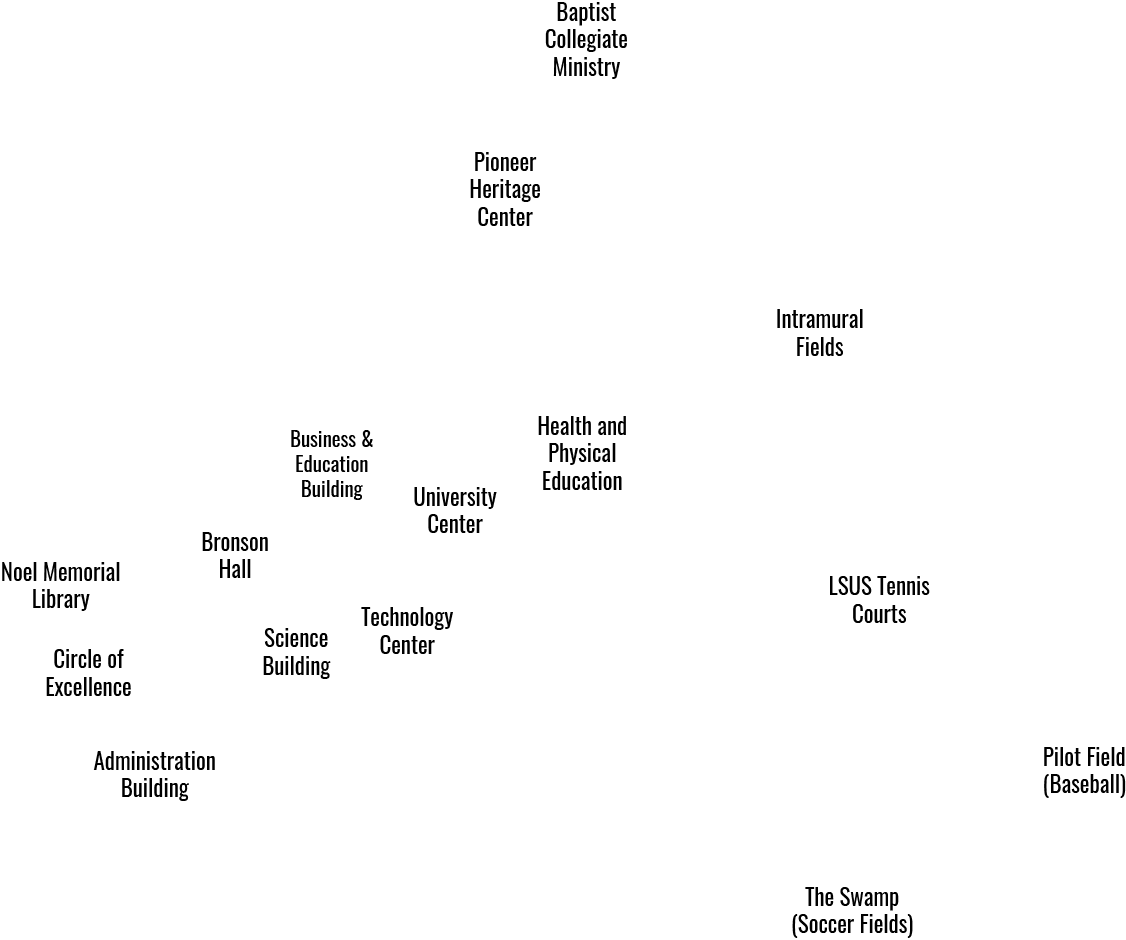 Baptist
Collegiate
Ministry
Pioneer
Heritage
Center
Intramural
Fields
Health and
Physical
Education
Business &
Education
Building
University
Center
Bronson
Hall
Noel Memorial
Library
LSUS Tennis
Courts
Technology
Center
Science
Building
Circle of
Excellence
Administration
Building
Pilot Field
(Baseball)
The Swamp
(Soccer Fields)